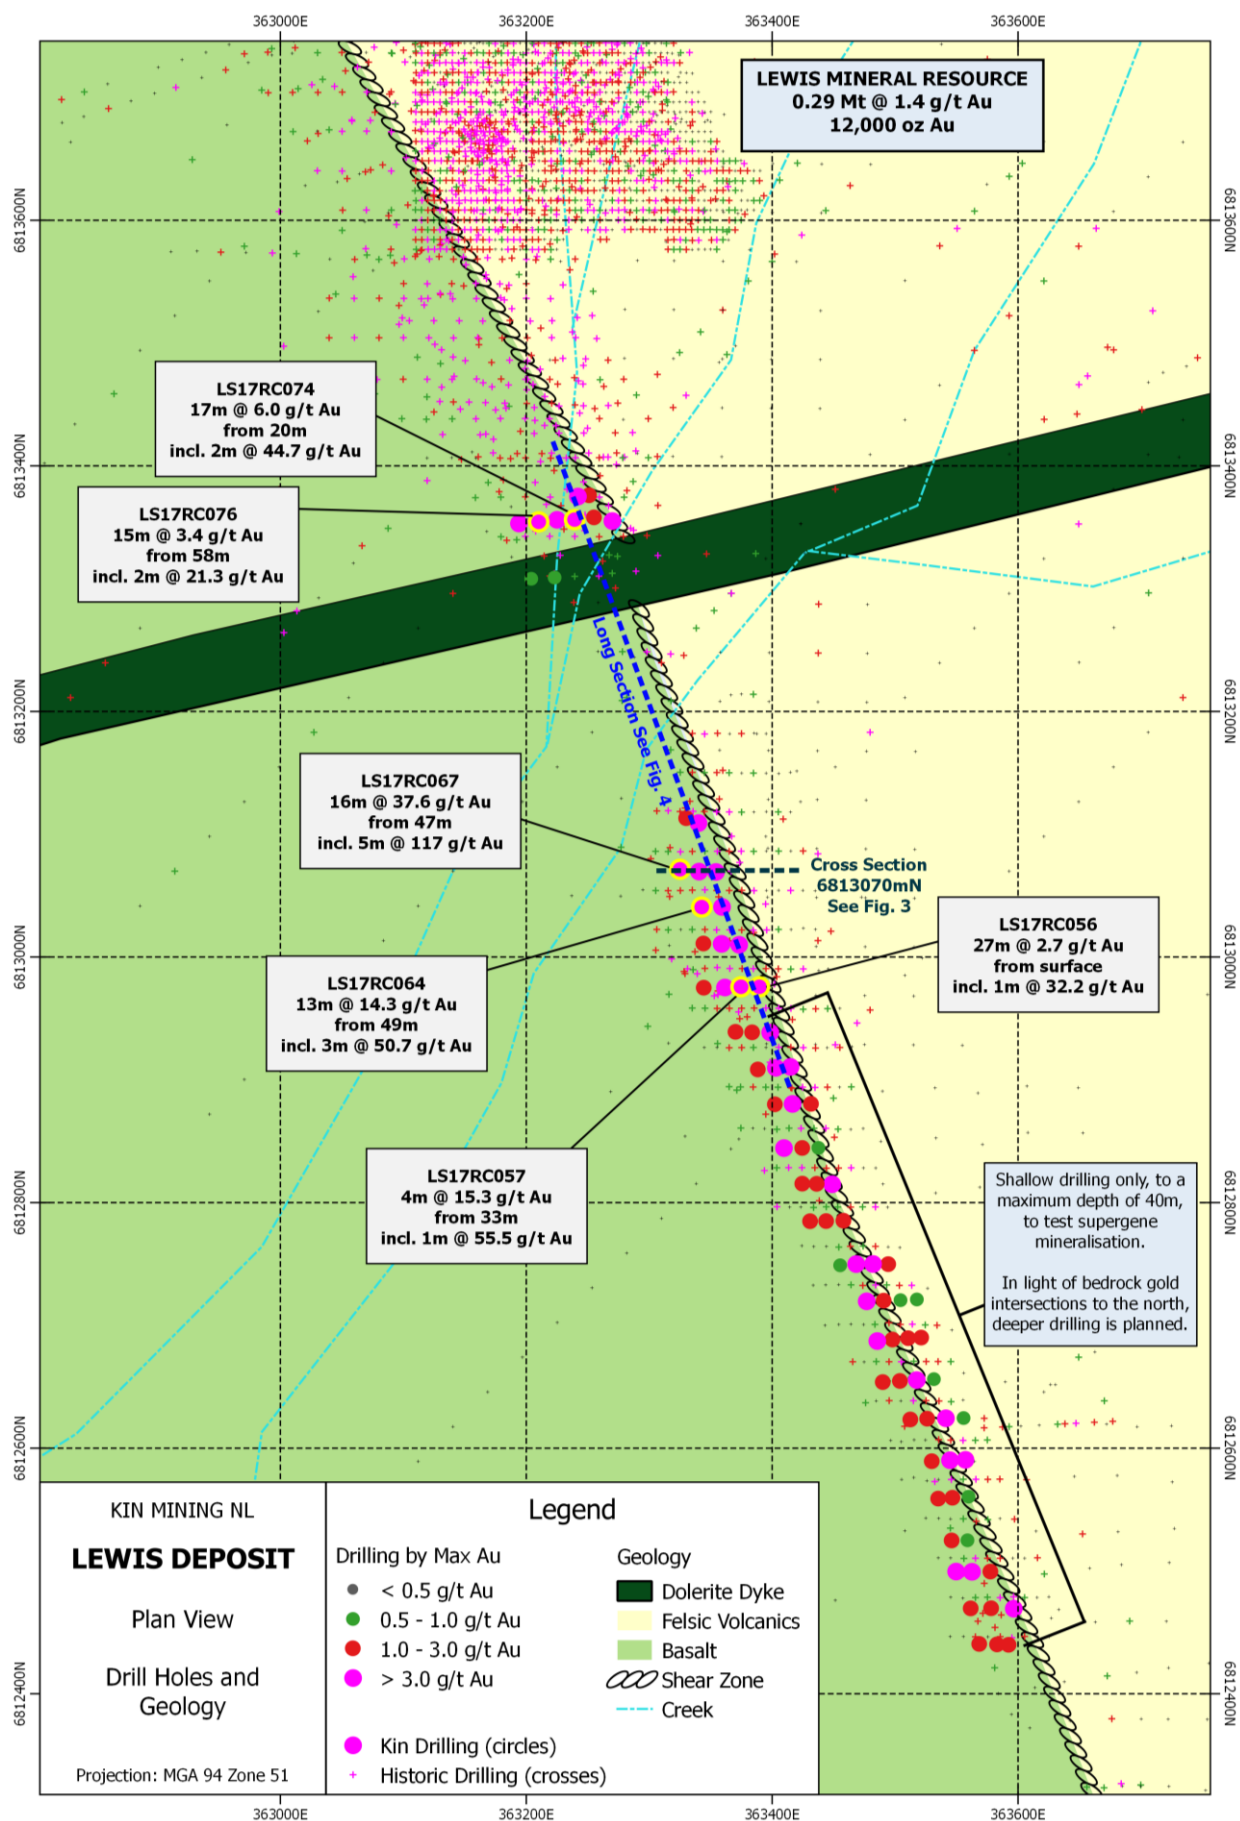 363000E
363200E
363400E
363600E
LEWIS MINERAL RESOURCE
0.29 Mt @ 1.4 g/t Au
12,000 oz Au
6813600N
6813600N
LS17RC074
17m @ 6.0 g/t Au
from 20m
incl. 2m @ 44.7 g/t Au
6813400N
6813400N
LS17RC076
15m @ 3.4 g/t Au
from 58m
incl. 2m @ 21.3 g/t Au
Long Section See Fig. 4
6813200N
6813200N
LS17RC067
16m @ 37.6 g/t Au
from 47m
incl. 5m @ 117 g/t Au
Cross Section
6813070mN
See Fig. 3
LS17RC056
27m @ 2.7 g/t Au
from surface
incl. 1m @ 32.2 g/t Au
6813000N
6813000N
LS17RC064
13m @ 14.3 g/t Au
from 49m
incl. 3m @ 50.7 g/t Au
LS17RC057
4m @ 15.3 g/t Au
from 33m
incl. 1m @ 55.5 g/t Au
Shallow drilling only, to a
maximum depth of 40m,
to test supergene
mineralisation.
In light of bedrock gold
intersections to the north,
deeper drilling is planned.
6812800N
6812800N
6812600N
6812600N
KIN MINING NL
LEWIS DEPOSIT
Plan View
Drill Holes and
Geology
Projection: MGA 94 Zone 51
Legend
Drilling by Max Au
< 0.5 g/t Au
0.5 - 1.0 g/t Au
1.0 - 3.0 g/t Au
> 3.0 g/t Au
Kin Drilling (circles)
Historic Drilling (crosses)
Geology
Dolerite Dyke
Felsic Volcanics
Basalt
Shear Zone
Creek
6812400N
6812400N
363000E
363200E
363400E
363600E